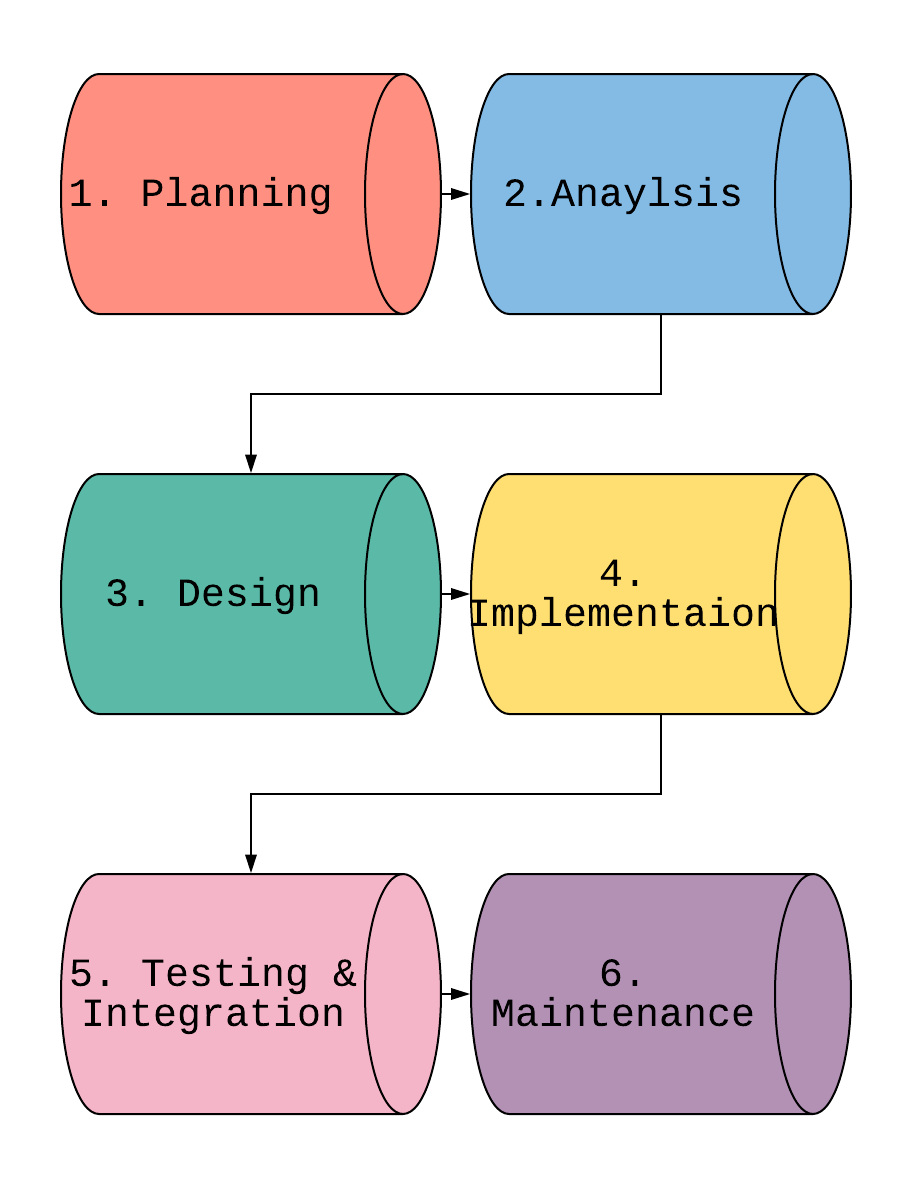 1. Planning
2.Anaylsis
3. Design
4.
Implementaion
5. Testing &
Integration
6.
Maintenance